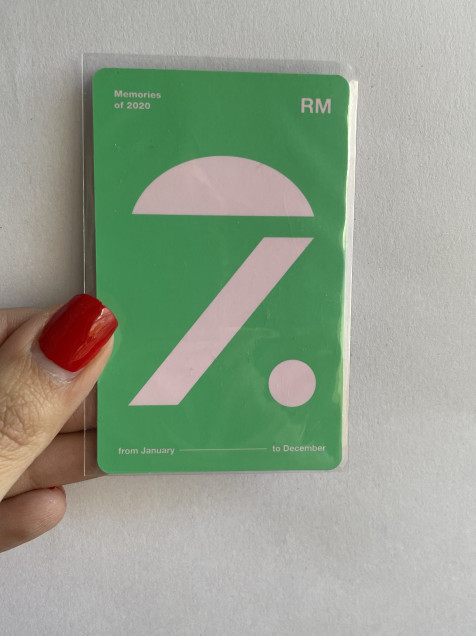 Memories
of 2020
RM
from January
to December